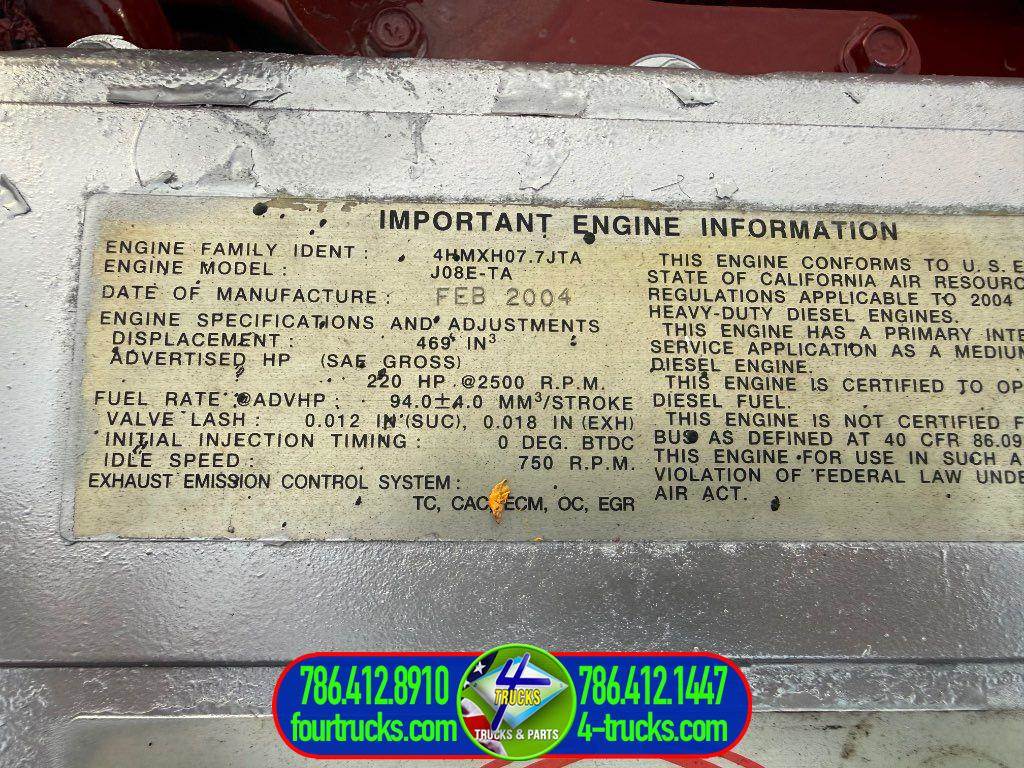 IMPORTANT ENGINE INFORMATION
ENGINE FAMILY IDENT : 4HMXH07.7JTA
ENGINE MODEL : J08E-TA
DATE OF MANUFACTURE : FEB 2004
ENGINE SPECIFICATIONS AND ADJUSTMENTS
DISPLACEMENT : 469 IN³
ADVERTISED HP (SAE GROSS)
220 HP @2500 R.P.M.
FUEL RATE @ADVHP : 94.0±4.0 MM³/STROKE
VALVE LASH : 0.012 IN (SUC), 0.018 IN (EXH)
INITIAL INJECTION TIMING : 0 DEG. BTDC
IDLE SPEED : 750 R.P.M.
EXHAUST EMISSION CONTROL SYSTEM :
TC, CAC, ECM, OC, EGR
THIS ENGINE CONFORMS TO U.S.E
STATE OF CALIFORNIA AIR RESOURC
REGULATIONS APPLICABLE TO 2004
HEAVY-DUTY DIESEL ENGINES.
THIS ENGINE HAS A PRIMARY INTE
SERVICE APPLICATION AS A MEDIUM
DIESEL ENGINE.
THIS ENGINE IS CERTIFIED TO OP
DIESEL FUEL.
THIS ENGINE IS NOT CERTIFIED F
BUS AS DEFINED AT 40 CFR 86.09
THIS ENGINE FOR USE IN SUCH A
VIOLATION OF FEDERAL LAW UNDE
AIR ACT.
786.412.8910
fourtrucks.com
4
TRUCKS
TRUCKS & PARTS
786.412.1447
4-trucks.com